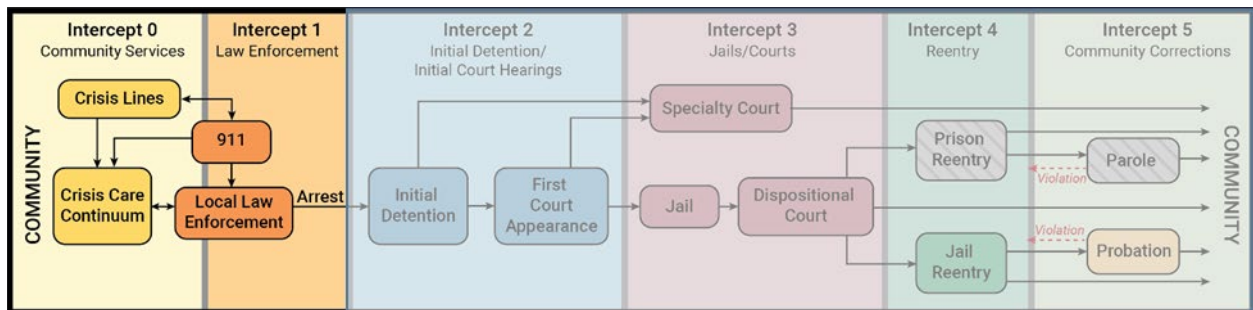 Intercept 0
Community Services
Intercept 1
Law Enforcement
Intercept 2
Initial Detention/
Initial Court Hearings
Intercept 3
Jails/Courts
Intercept 4
Reentry
Intercept 5
Community Corrections
COMMUNITY
Crisis Lines
911
Crisis Care
Continuum
Local Law
Enforcement
Arrest
Initial
Detention
First
Court
Appearance
Specialty Court
Jail
Dispositional
Court
Prison
Reentry
Parole
Violation
Jail
Reentry
Violation
Probation
COMMUNITY